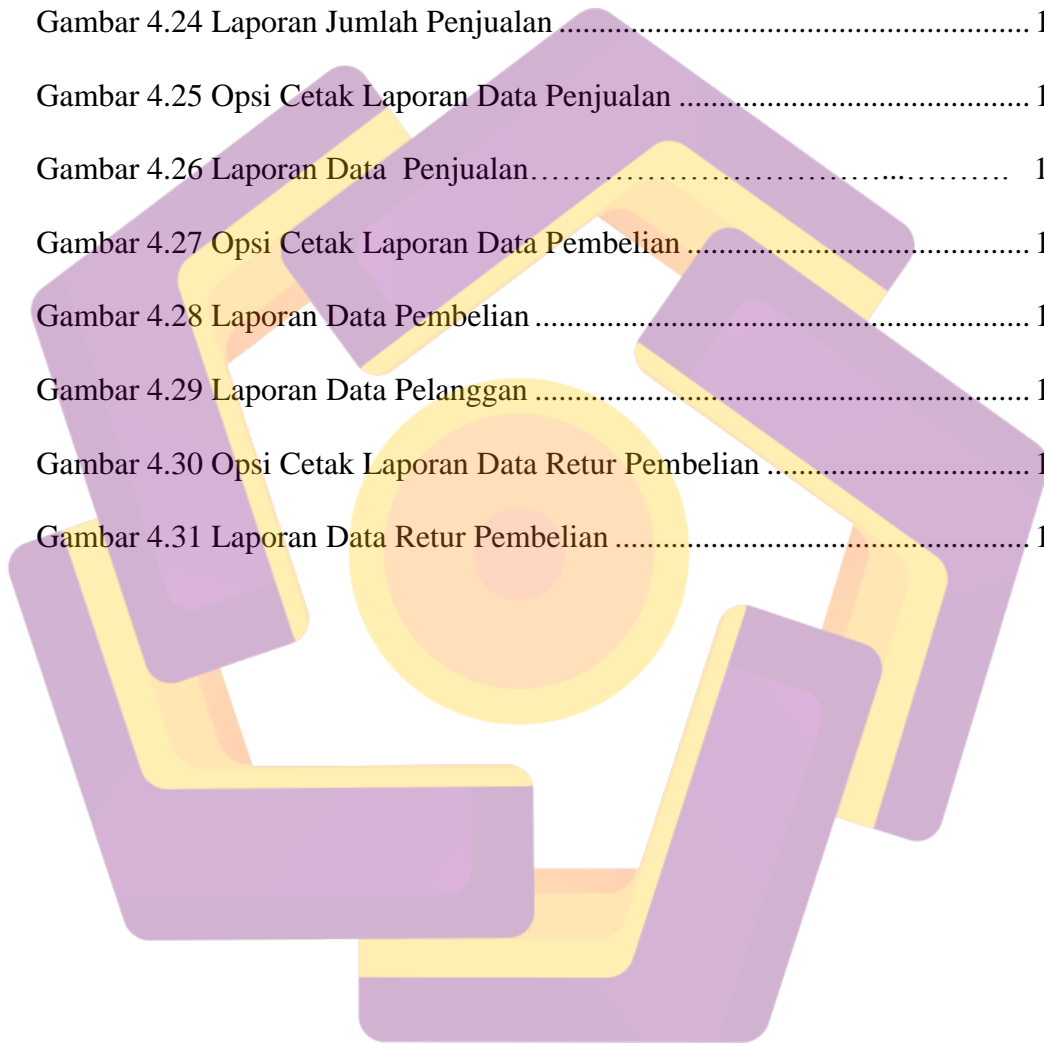 Gambar 4.24 Laporan Jumlah Penjualan ........................................................ 1
Gambar 4.25 Opsi Cetak Laporan Data Penjualan .......................................... 1
Gambar 4.26 Laporan Data  Penjualan……………………………...………. 1
Gambar 4.27 Opsi Cetak Laporan Data Pembelian ......................................... 1
Gambar 4.28 Laporan Data Pembelian ........................................................... 1
Gambar 4.29 Laporan Data Pelanggan ........................................................... 1
Gambar 4.30 Opsi Cetak Laporan Data Retur Pembelian ............................... 1
Gambar 4.31 Laporan Data Retur Pembelian ................................................. 1